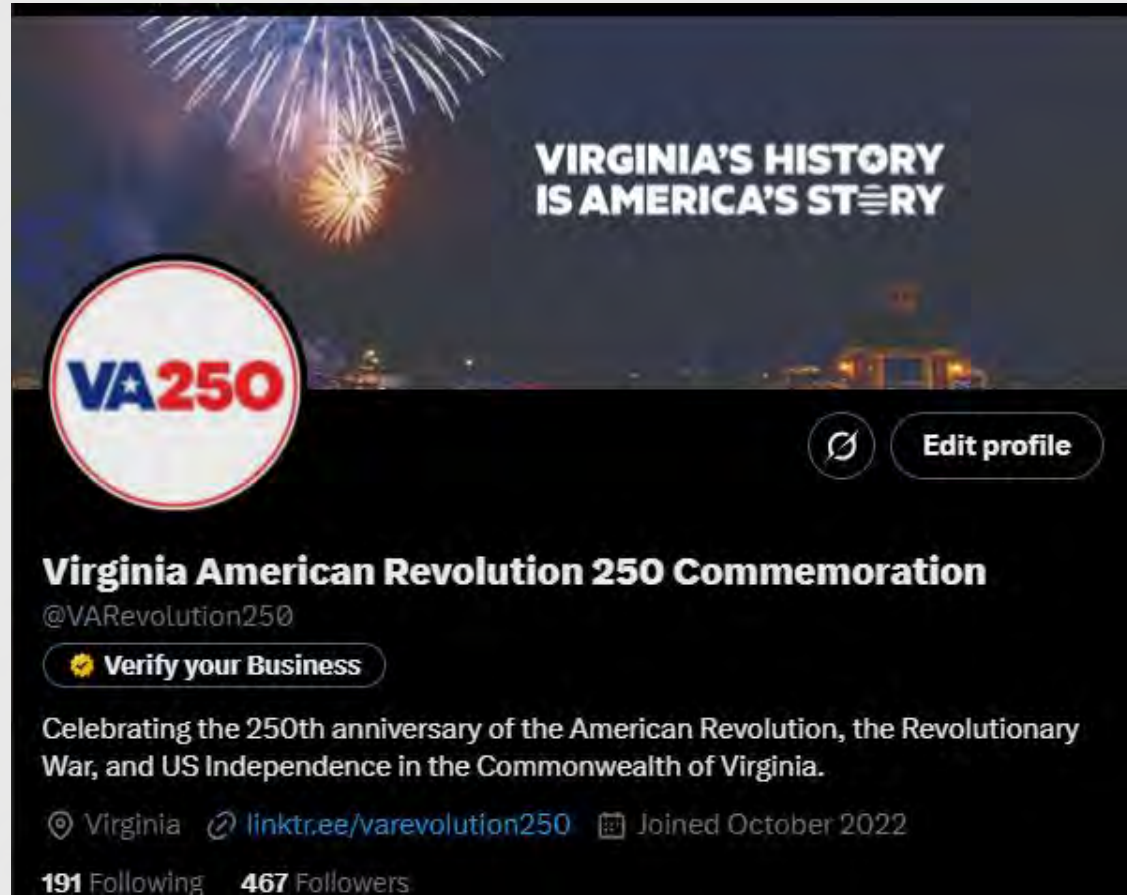 VIRGINIA'S HISTORY
IS AMERICA'S STORY
VA250
Edit profile
Virginia American Revolution 250 Commemoration
@VARevolution250
Verify your Business
Celebrating the 250th anniversary of the American Revolution, the Revolutionary
War, and US Independence in the Commonwealth of Virginia.
Virginia linktr.ee/varevolution250 Joined October 2022
191 Following 467 Followers